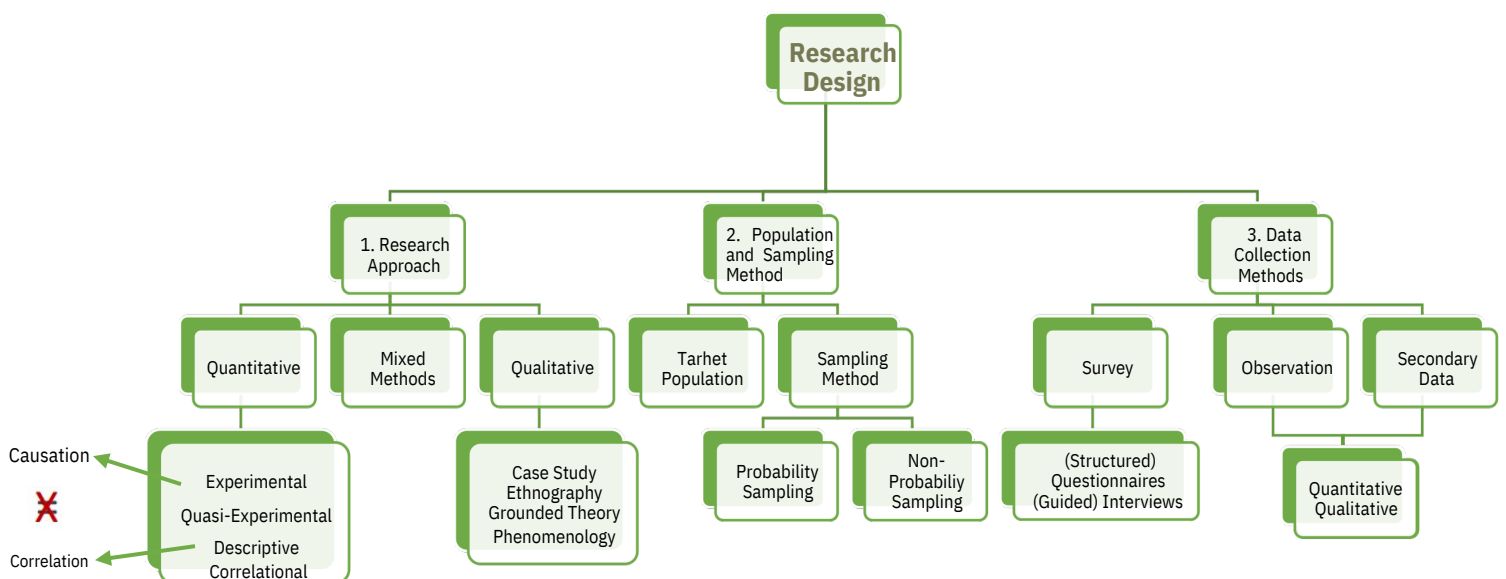 Research
Design
1. Research
Approach
2. Population
and Sampling
Method
3. Data
Collection
Methods
Quantitative
Mixed
Methods
Qualitative
Tarhet
Population
Sampling
Method
Survey
Observation
Secondary
Data
Causation
Correlation
Experimental
Quasi-Experimental
Descriptive
Correlational
Case Study
Ethnography
Grounded Theory
Phenomenology
Probability
Sampling
Non-
Probabiliy
Sampling
(Structured)
Questionnaires
(Guided) Interviews
Quantitative
Qualitative